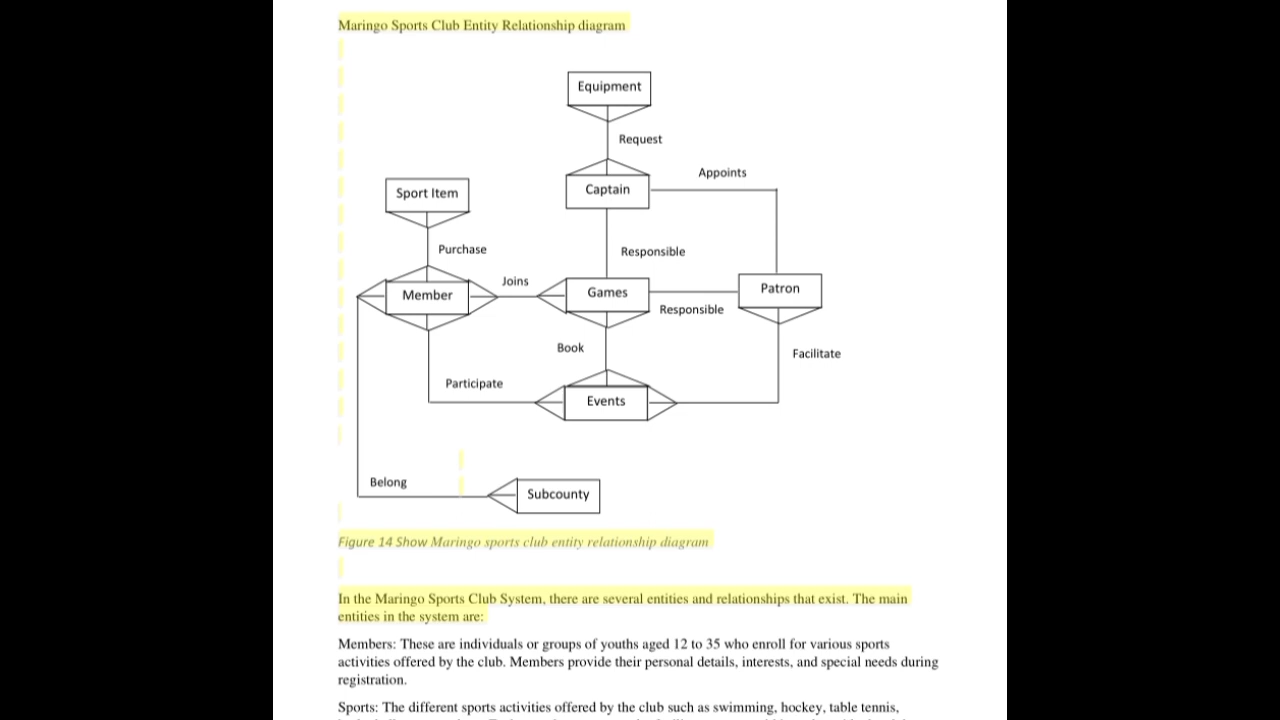 Maringo Sports Club Entity Relationship diagram
Equipment
Request
Appoints
Captain
Sport Item
Purchase
Responsible
Joins
Member
Games
Patron
Responsible
Book
Facilitate
Participate
Events
Belong
Subcounty
Figure 14 Show Maringo sports club entity relationship diagram
In the Maringo Sports Club System, there are several entities and relationships that exist. The main
entities in the system are:
Members: These are individuals or groups of youths aged 12 to 35 who enroll for various sports
activities offered by the club. Members provide their personal details, interests, and special needs during
registration.
Sports: The different sports activities offered by the club such as swimming, hockey, table tennis,